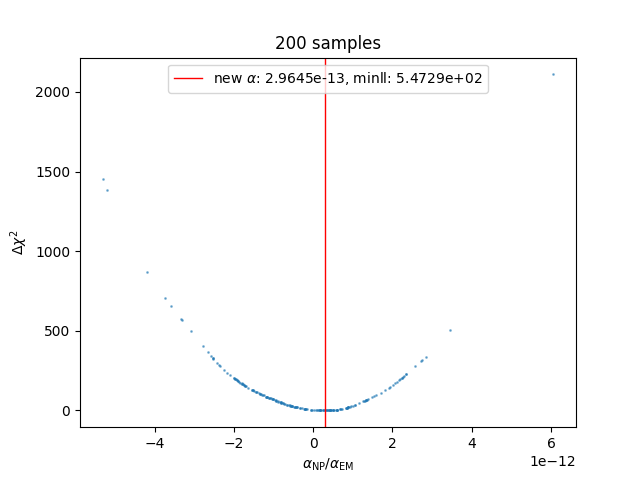 200 samples
new α: 2.9645e-13, minll: 5.4729e+02
2000
1500
1000
500
0
Δχ²
−4 −2 0 2 4 6
1e−12
α_NP/α_EM